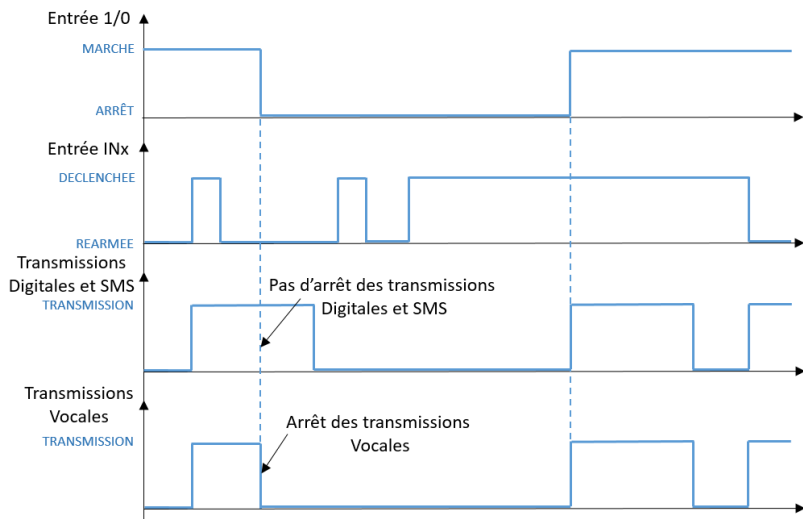 Entrée 1/0
MARCHE
ARRÊT
Entrée INx
DECLENCHEE
REARMEE
Transmissions
Digitales et SMS
TRANSMISSION
Pas d’arrêt des transmissions
Digitales et SMS
Transmissions
Vocales
TRANSMISSION
Arrêt des transmissions
Vocales